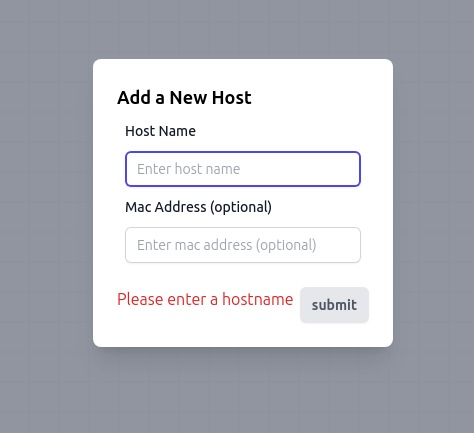 Add a New Host
Host Name
Enter host name
Mac Address (optional)
Enter mac address (optional)
Please enter a hostname
submit